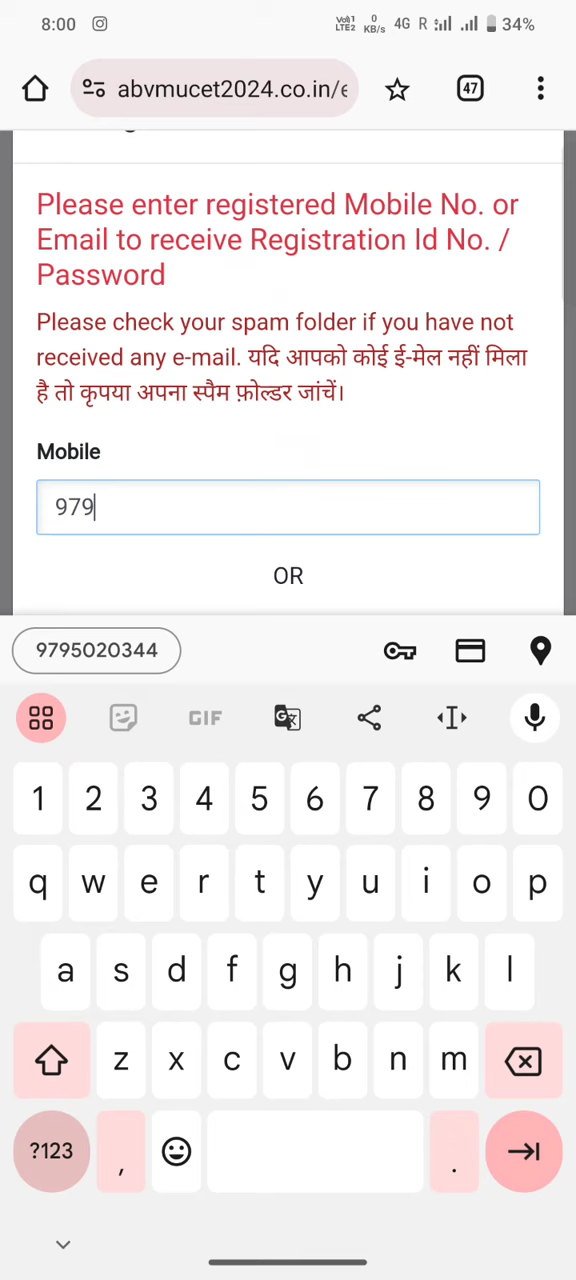 8:00 Vo)) 1 LTE2 0 KB/s 4G R 34%
abvmucet2024.co.in/e 47
Please enter registered Mobile No. or
Email to receive Registration Id No. /
Password
Please check your spam folder if you have not
received any e-mail. यदि आपको कोई ई-मेल नहीं मिला
है तो कृपया अपना स्पैम फ़ोल्डर जांचें।
Mobile
979
OR
9795020344
GIF
1 2 3 4 5 6 7 8 9 0
q w e r t y u i o p
a s d f g h j k l
z x c v b n m
?123 , .